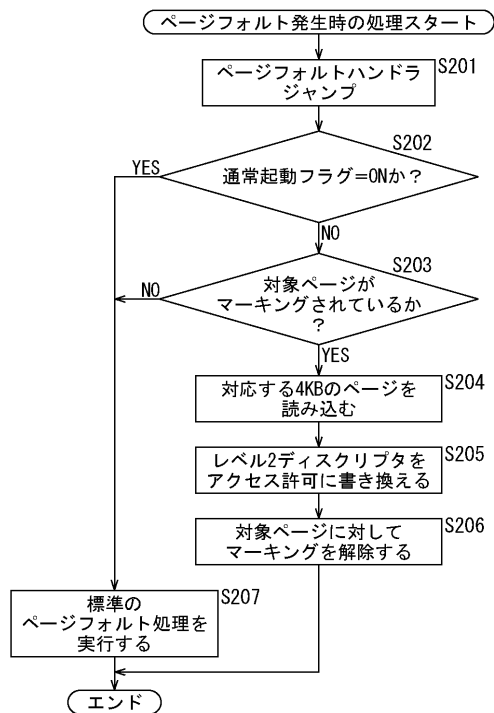 ページフォルト発生時の処理スタート
S201
ページフォルトハンドラ
ジャンプ
S202
通常起動フラグ=ONか?
YES
NO
S203
対象ページが
マーキングされているか
?
NO
YES
S204
対応する4KBのページを
読み込む
S205
レベル2ディスクリプタを
アクセス許可に書き換える
S206
対象ページに対して
マーキングを解除する
S207
標準の
ページフォルト処理を
実行する
エンド